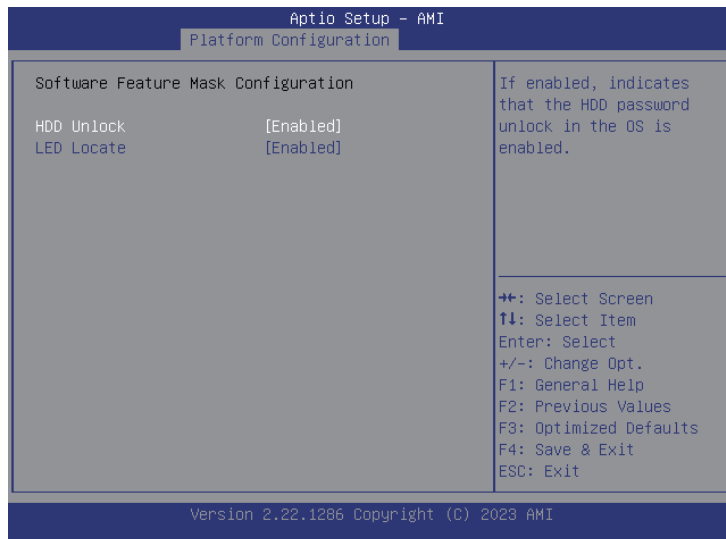 Aptio Setup – AMI
Platform Configuration
Software Feature Mask Configuration
HDD Unlock [Enabled]
LED Locate [Enabled]
If enabled, indicates
that the HDD password
unlock in the OS is
enabled.
→←: Select Screen
↑↓: Select Item
Enter: Select
+/-: Change Opt.
F1: General Help
F2: Previous Values
F3: Optimized Defaults
F4: Save & Exit
ESC: Exit
Version 2.22.1286 Copyright (C) 2023 AMI